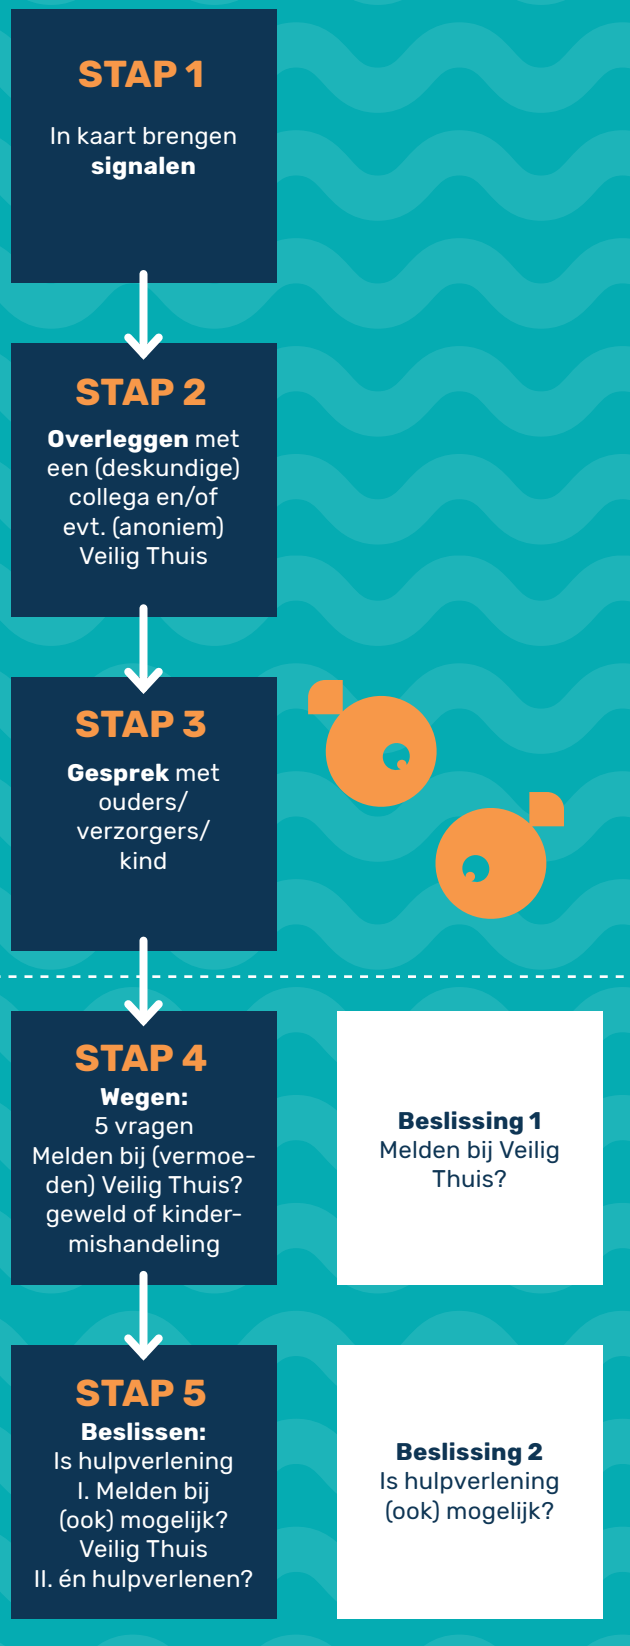 STAP 1
In kaart brengen
signalen
STAP 2
Overleggen met
een (deskundige)
collega en/of
evt. (anoniem)
Veilig Thuis
STAP 3
Gesprek met
ouders/
verzorgers/
kind
STAP 4
Wegen:
5 vragen
Melden bij (vermoe-
den) Veilig Thuis?
geweld of kinder-
mishandeling
Beslissing 1
Melden bij Veilig
Thuis?
STAP 5
Beslissen:
Is hulpverlening
I. Melden bij
(ook) mogelijk?
Veilig Thuis
II. én hulpverlenen?
Beslissing 2
Is hulpverlening
(ook) mogelijk?